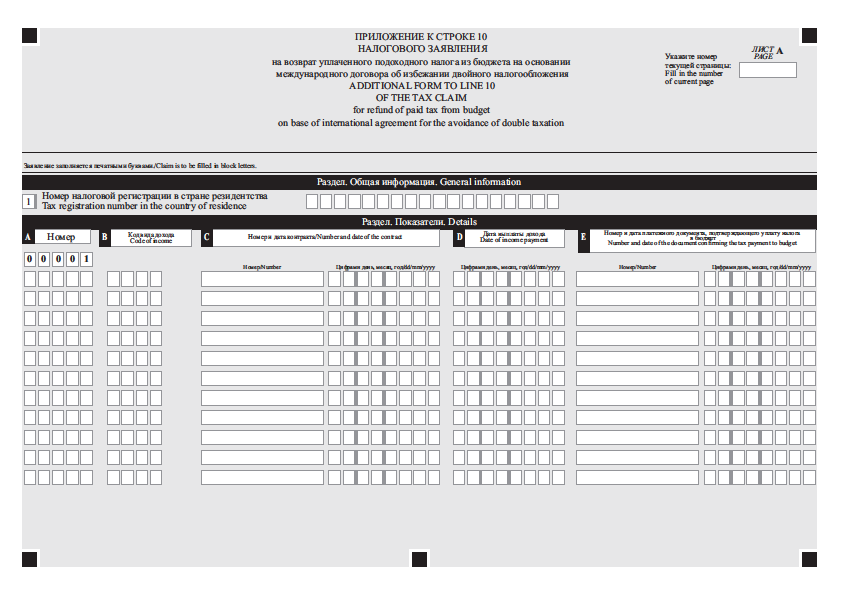 ПРИЛОЖЕНИЕ К СТРОКЕ 10
НАЛОГОВОГО ЗАЯВЛЕНИЯ
на возврат уплаченного подоходного налога из бюджета на основании
международного договора об избежании двойного налогообложения
ADDITIONAL FORM TO LINE 10
OF THE TAX CLAIM
for refund of paid tax from budget
on base of international agreement for the avoidance of double taxation
ЛИСТ A
PAGE
Укажите номер
текущей страницы:
Fill in the number
of current page
Заявление заполняется печатными буквами./Claim is to be filled in block letters.
Раздел. Общая информация. General information
1 Номер налоговой регистрации в стране резидентства
Tax registration number in the country of residence
Раздел. Показатели. Details
A Номер
B Код вида дохода
Code of income
C Номер и дата контракта/Number and date of the contract
D Дата выплаты дохода
Date of income payment
E Номер и дата платежного документа, подтверждающего уплату налога
в бюджет
Number and date of the document confirming the tax payment to budget
0 0 0 0 1
Номер/Number Цифрами день, месяц, год/dd/mm/yyyy Цифрами день, месяц, год/dd/mm/yyyy Номер/Number Цифрами день, месяц, год/dd/mm/yyyy